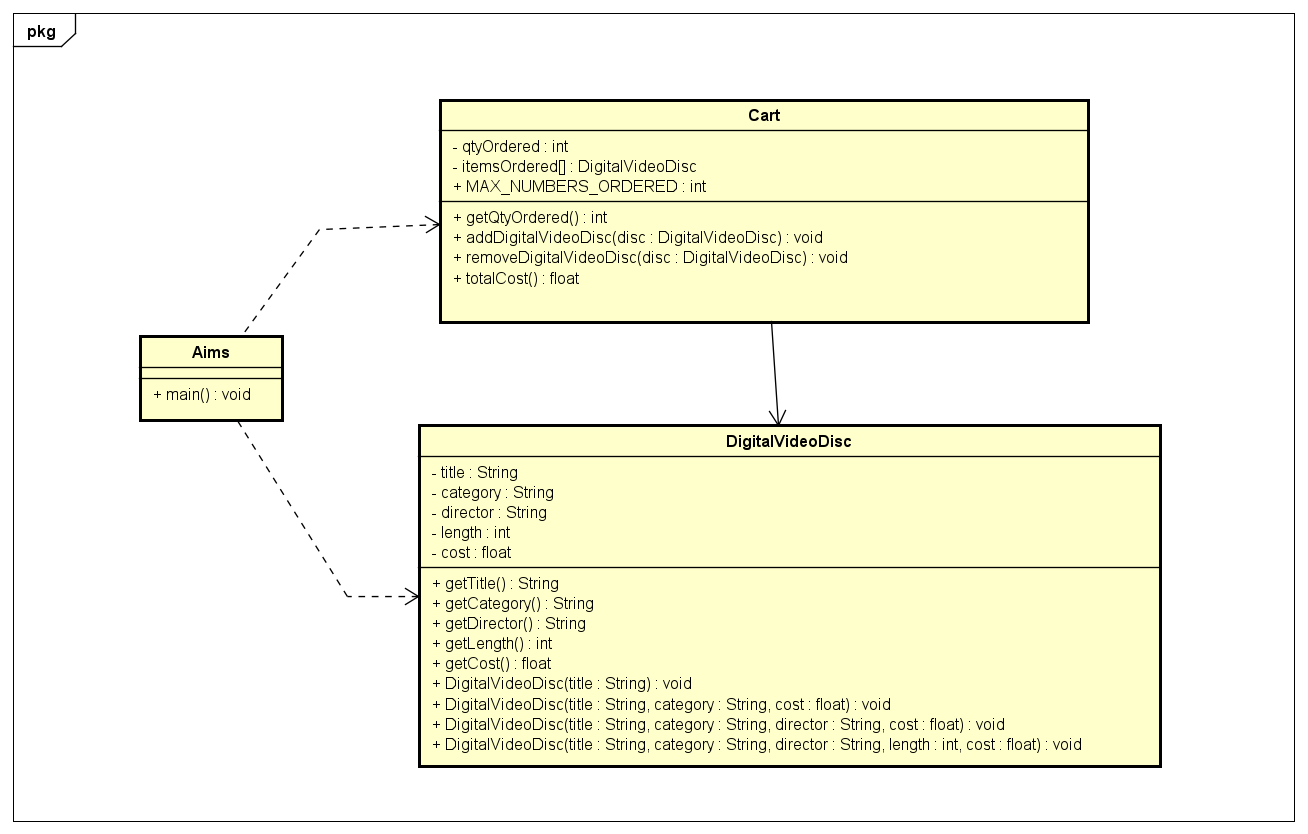 pkg
Cart
- qtyOrdered : int
- itemsOrdered[] : DigitalVideoDisc
+ MAX_NUMBERS_ORDERED : int
+ getQtyOrdered() : int
+ addDigitalVideoDisc(disc : DigitalVideoDisc) : void
+ removeDigitalVideoDisc(disc : DigitalVideoDisc) : void
+ totalCost() : float
Aims
+ main() : void
DigitalVideoDisc
- title : String
- category : String
- director : String
- length : int
- cost : float
+ getTitle() : String
+ getCategory() : String
+ getDirector() : String
+ getLength() : int
+ getCost() : float
+ DigitalVideoDisc(title : String) : void
+ DigitalVideoDisc(title : String, category : String, cost : float) : void
+ DigitalVideoDisc(title : String, category : String, director : String, cost : float) : void
+ DigitalVideoDisc(title : String, category : String, director : String, length : int, cost : float) : void